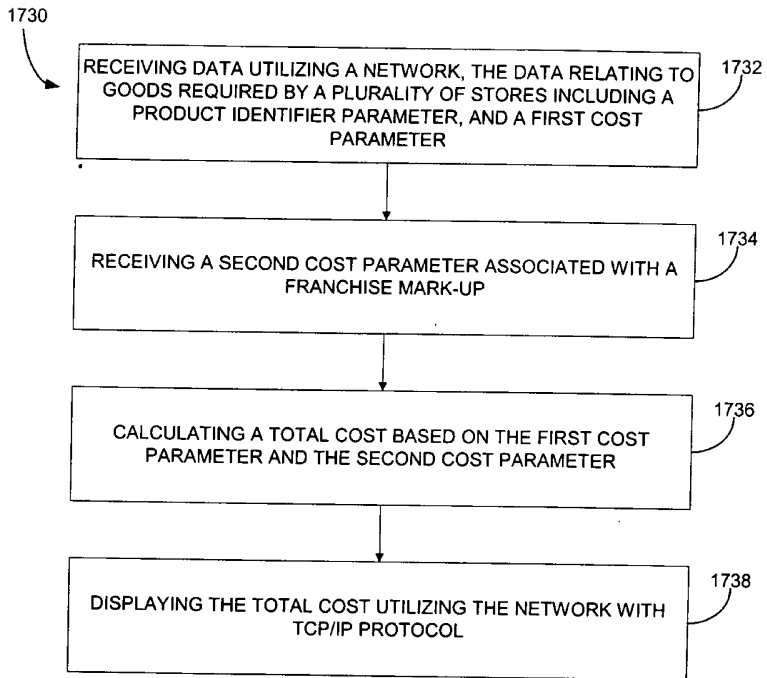 1730
RECEIVING DATA UTILIZING A NETWORK, THE DATA RELATING TO
GOODS REQUIRED BY A PLURALITY OF STORES INCLUDING A
PRODUCT IDENTIFIER PARAMETER, AND A FIRST COST
PARAMETER
1732
RECEIVING A SECOND COST PARAMETER ASSOCIATED WITH A
FRANCHISE MARK-UP
1734
CALCULATING A TOTAL COST BASED ON THE FIRST COST
PARAMETER AND THE SECOND COST PARAMETER
1736
DISPLAYING THE TOTAL COST UTILIZING THE NETWORK WITH
TCP/IP PROTOCOL
1738